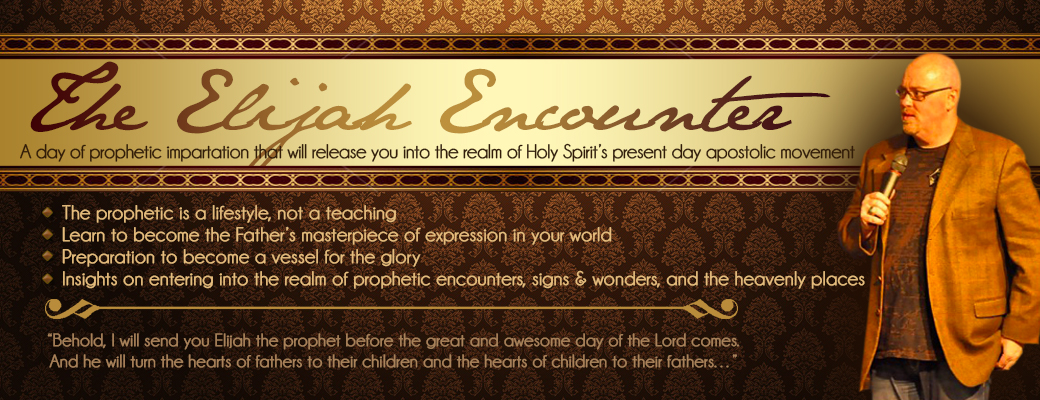 The Elijah Encounter
A day of prophetic impartation that will release you into the realm of Holy Spirit's present day apostolic movement
The prophetic is a lifestyle, not a teaching
Learn to become the Father's masterpiece of expression in your world
Preparation to become a vessel for the glory
Insights on entering into the realm of prophetic encounters, signs & wonders, and the heavenly places
“Behold, I will send you Elijah the prophet before the great and awesome day of the Lord comes.
And he will turn the hearts of fathers to their children and the hearts of children to their fathers…”